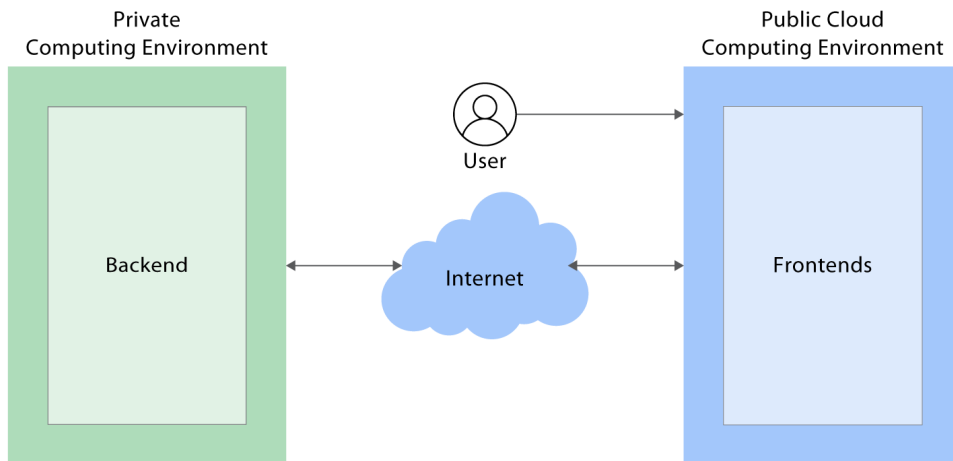 Private
Computing Environment
Public Cloud
Computing Environment
User
Backend
Internet
Frontends